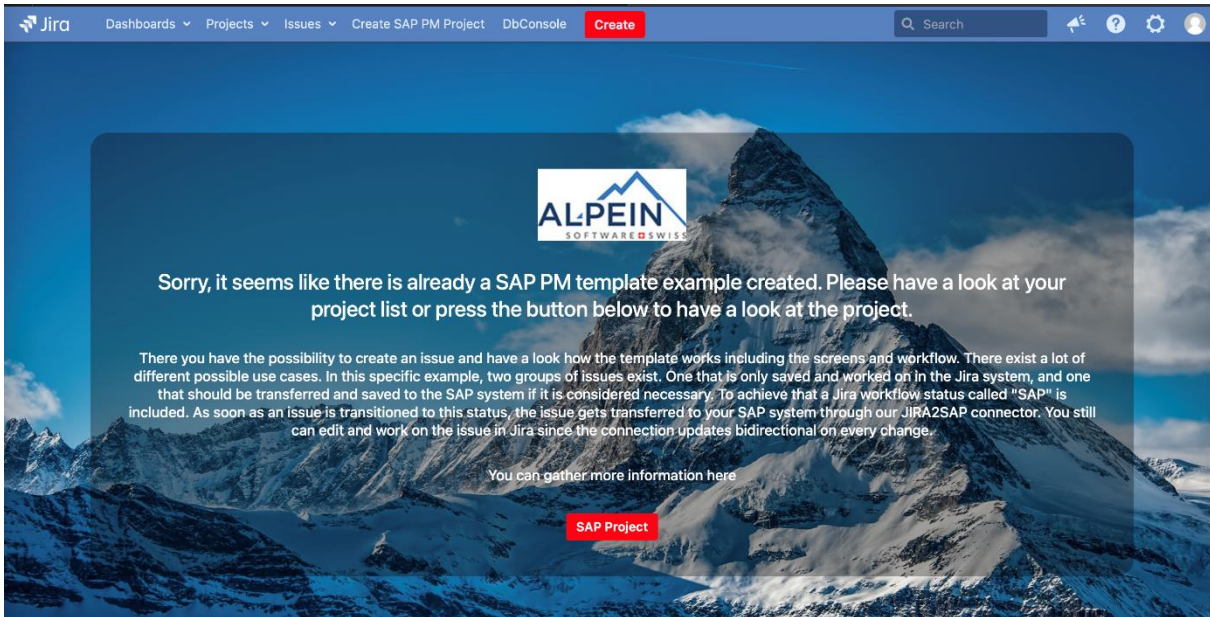 Jira Dashboards Projects Issues Create SAP PM Project DbConsole Create Search
ALPEIN
SOFTWARE SWISS
Sorry, it seems like there is already a SAP PM template example created. Please have a look at your
project list or press the button below to have a look at the project.
There you have the possibility to create an issue and have a look how the template works including the screens and workflow. There exist a lot of
different possible use cases. In this specific example, two groups of issues exist. One that is only saved and worked on in the Jira system, and one
that should be transferred and saved to the SAP system if it is considered necessary. To achieve that a Jira workflow status called "SAP" is
included. As soon as an issue is transitioned to this status, the issue gets transferred to your SAP system through our JIRA2SAP connector. You still
can edit and work on the issue in Jira since the connection updates bidirectional on every change.
You can gather more information here
SAP Project